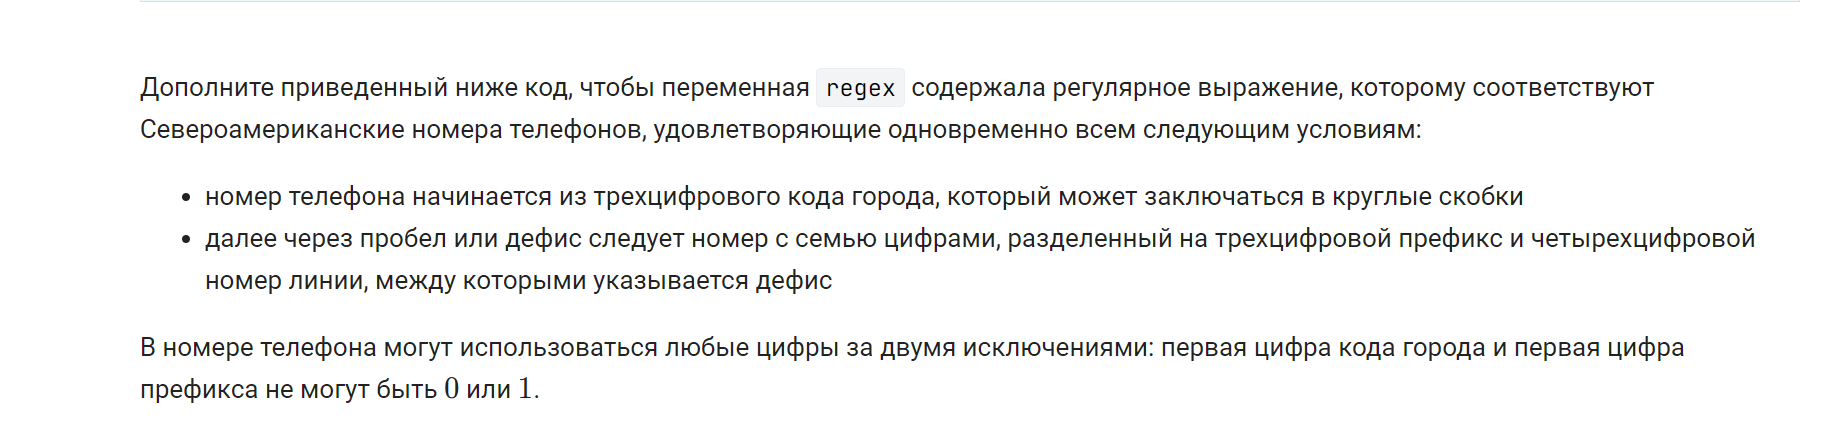 Дополните приведенный ниже код, чтобы переменная regex содержала регулярное выражение, которому соответствуют
Североамериканские номера телефонов, удовлетворяющие одновременно всем следующим условиям:
• номер телефона начинается из трехцифрового кода города, который может заключаться в круглые скобки
• далее через пробел или дефис следует номер с семью цифрами, разделенный на трехцифровой префикс и четырехцифровой
номер линии, между которыми указывается дефис
В номере телефона могут использоваться любые цифры за двумя исключениями: первая цифра кода города и первая цифра
префикса не могут быть 0 или 1.